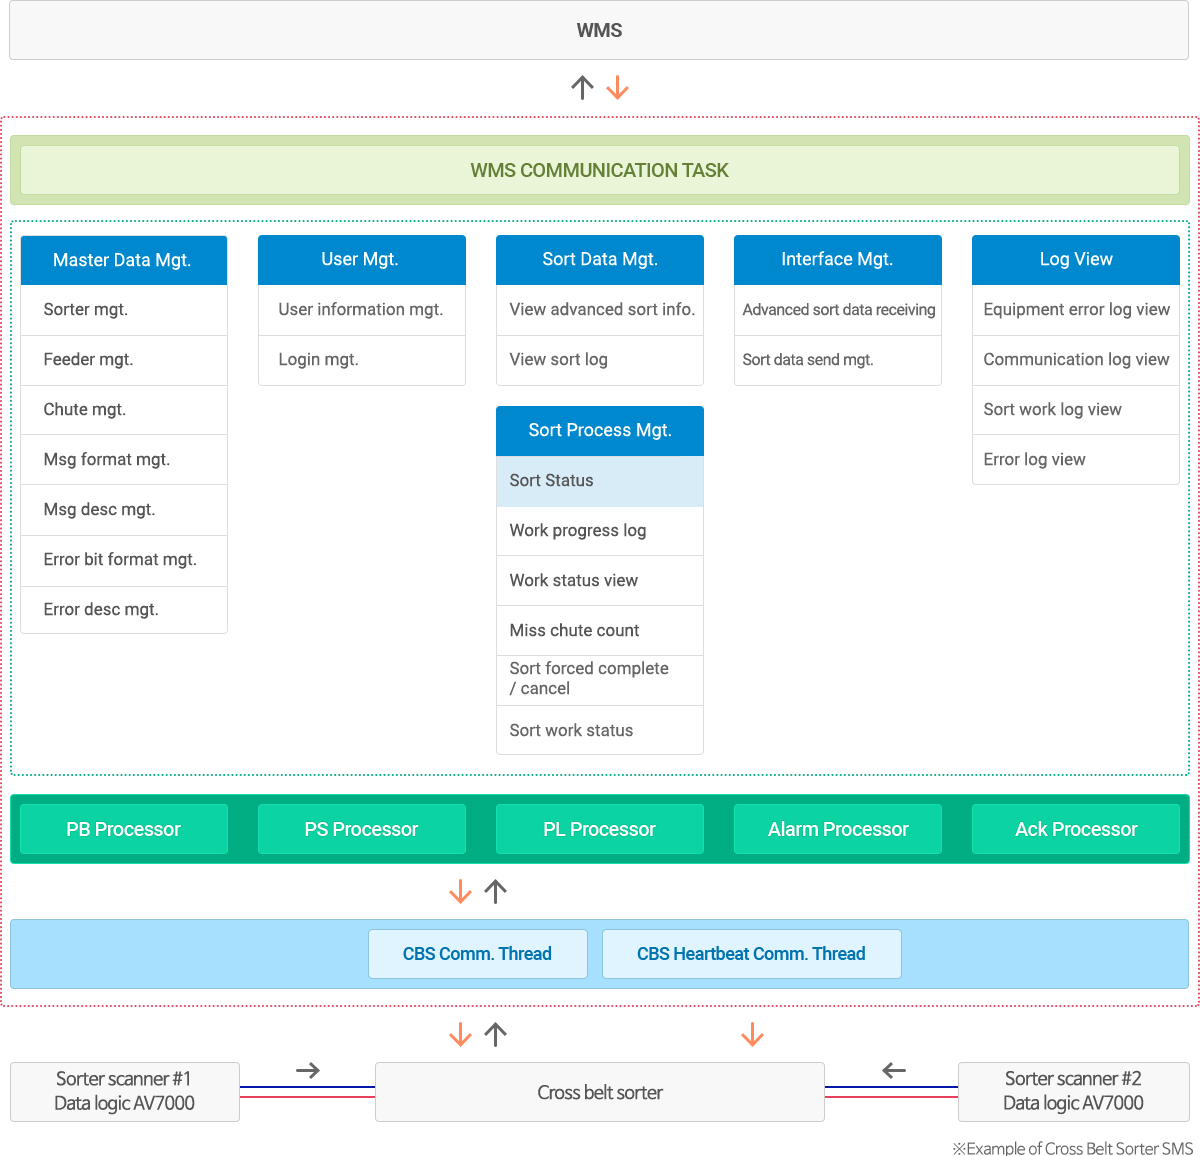 WMS
WMS COMMUNICATION TASK
Master Data Mgt.
Sorter mgt.
Feeder mgt.
Chute mgt.
Msg format mgt.
Msg desc mgt.
Error bit format mgt.
Error desc mgt.
User Mgt.
User information mgt.
Login mgt.
Sort Data Mgt.
View advanced sort info.
View sort log
Sort Process Mgt.
Sort Status
Work progress log
Work status view
Miss chute count
Sort forced complete
/ cancel
Sort work status
Interface Mgt.
Advanced sort data receiving
Sort data send mgt.
Log View
Equipment error log view
Communication log view
Sort work log view
Error log view
PB Processor
PS Processor
PL Processor
Alarm Processor
Ack Processor
CBS Comm. Thread
CBS Heartbeat Comm. Thread
Sorter scanner #1
Data logic AV7000
Cross belt sorter
Sorter scanner #2
Data logic AV7000
※Example of Cross Belt Sorter SMS